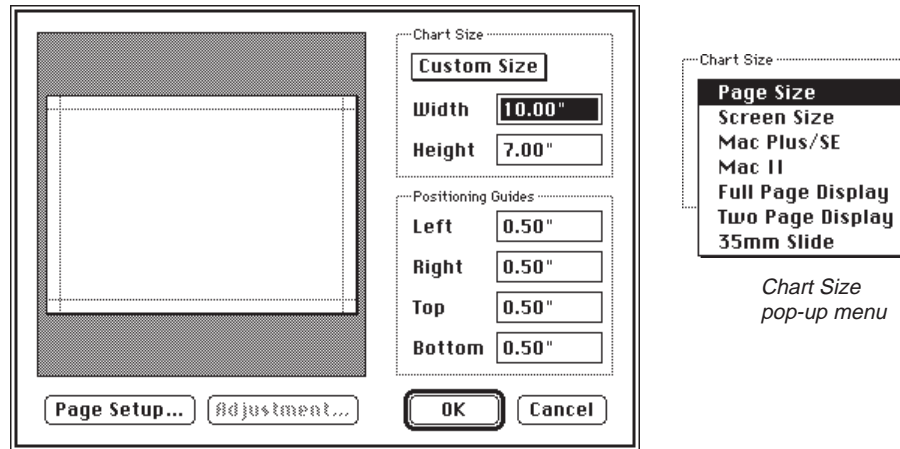 Chart Size
Custom Size
Width 10.00"
Height 7.00"
Positioning Guides
Left 0.50"
Right 0.50"
Top 0.50"
Bottom 0.50"
Page Setup... Adjustment... OK Cancel
Chart Size
Page Size
Screen Size
Mac Plus/SE
Mac II
Full Page Display
Two Page Display
35mm Slide
Chart Size
pop-up menu